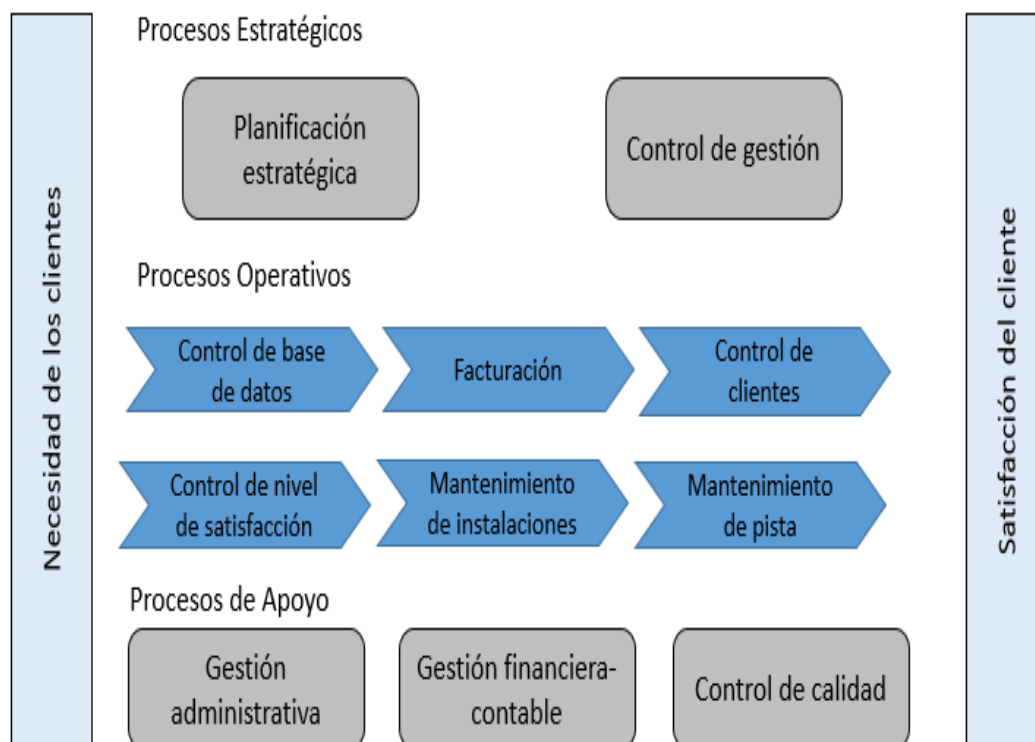 Procesos Estratégicos
Planificación
estratégica
Control de gestión
Necesidad de los clientes
Satisfacción del cliente
Procesos Operativos
Control de base
de datos
Facturación
Control de
clientes
Control de nivel
de satisfacción
Mantenimiento
de instalaciones
Mantenimiento
de pista
Procesos de Apoyo
Gestión
administrativa
Gestión financiera-
contable
Control de calidad